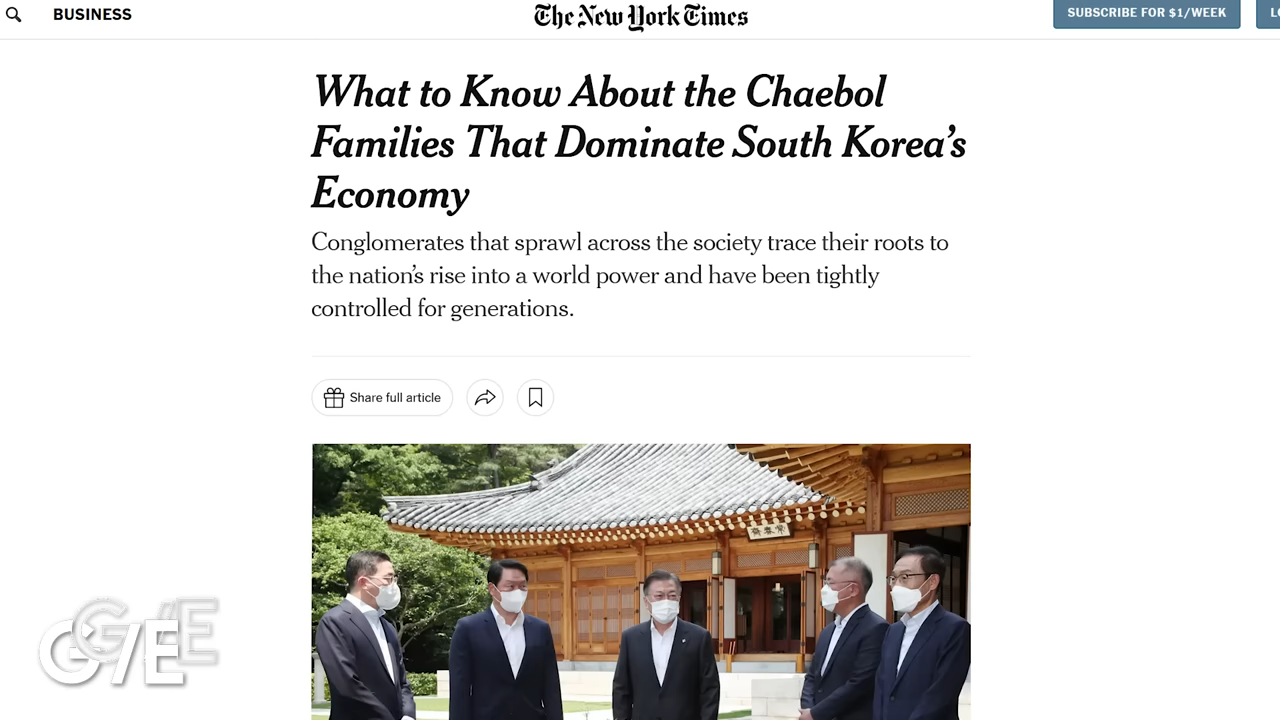 BUSINESS
The New York Times
SUBSCRIBE FOR $1/WEEK
What to Know About the Chaebol
Families That Dominate South Korea's
Economy
Conglomerates that sprawl across the society trace their roots to
the nation's rise into a world power and have been tightly
controlled for generations.
Share full article
G/E
G/E